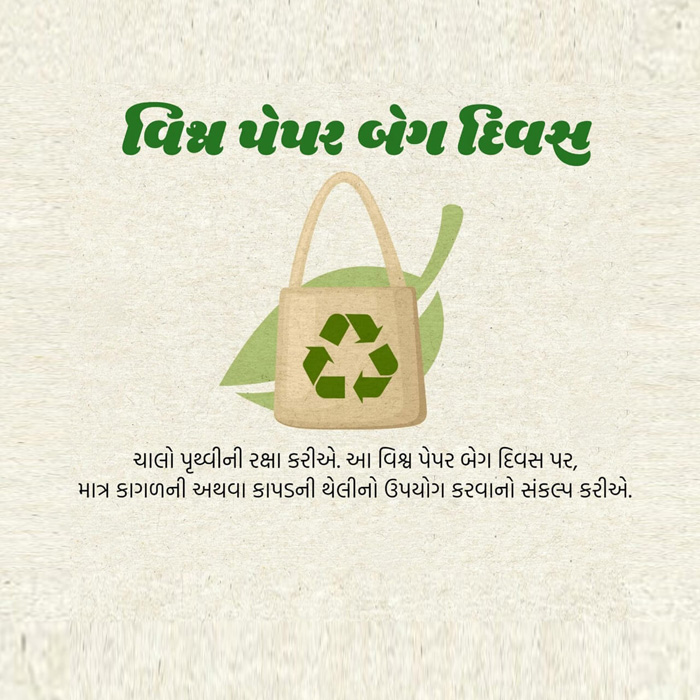 વિશ્વ પેપર બેગ દિવસ
ચાલો પૃથ્વીની રક્ષા કરીએ. આ વિશ્વ પેપર બેગ દિવસ પર,
માત્ર કાગળની અથવા કાપડની થેલીનો ઉપયોગ કરવાનો સંકલ્પ કરીએ.